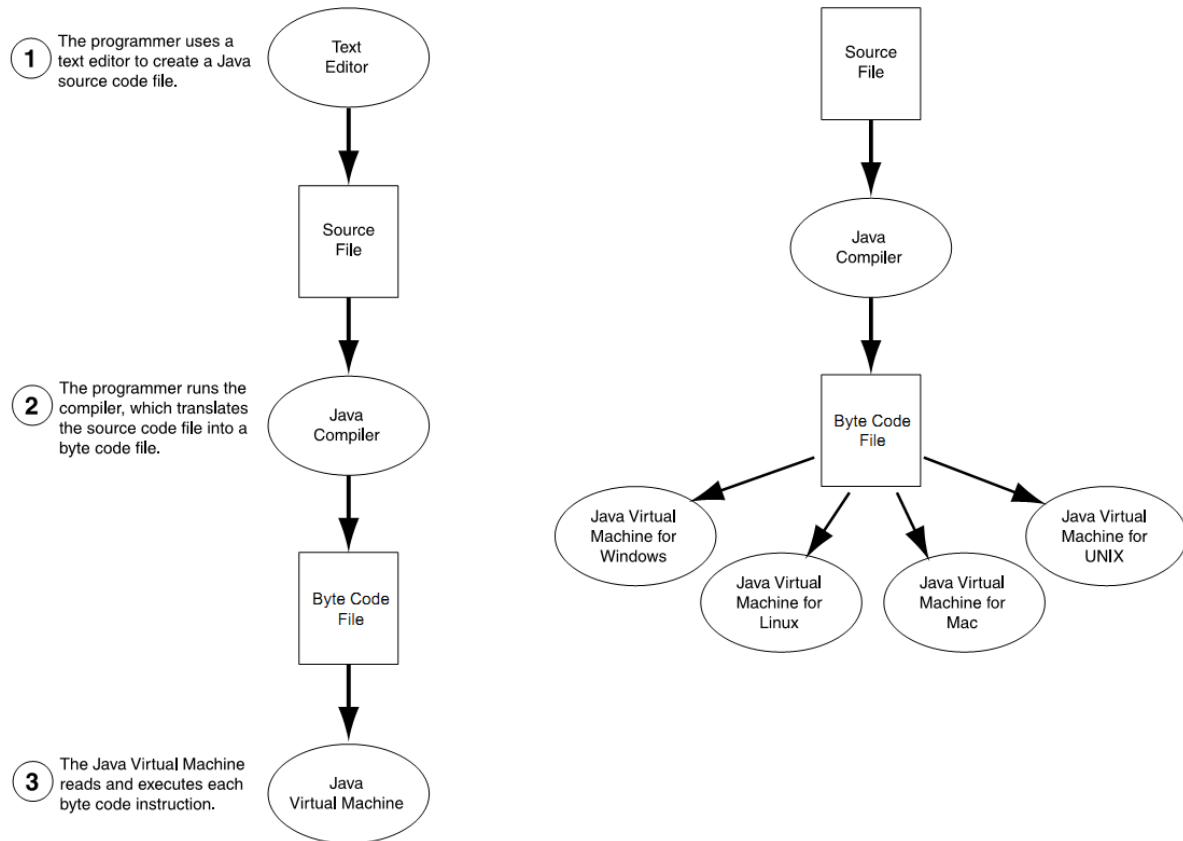 1
The programmer uses a
text editor to create a Java
source code file.
Text
Editor
Source
File
2
The programmer runs the
compiler, which translates
the source code file into a
byte code file.
Java
Compiler
Byte Code
File
3
The Java Virtual Machine
reads and executes each
byte code instruction.
Java
Virtual Machine
Source
File
Java
Compiler
Byte Code
File
Java Virtual
Machine for
Windows
Java Virtual
Machine for
Linux
Java Virtual
Machine for
Mac
Java Virtual
Machine for
UNIX